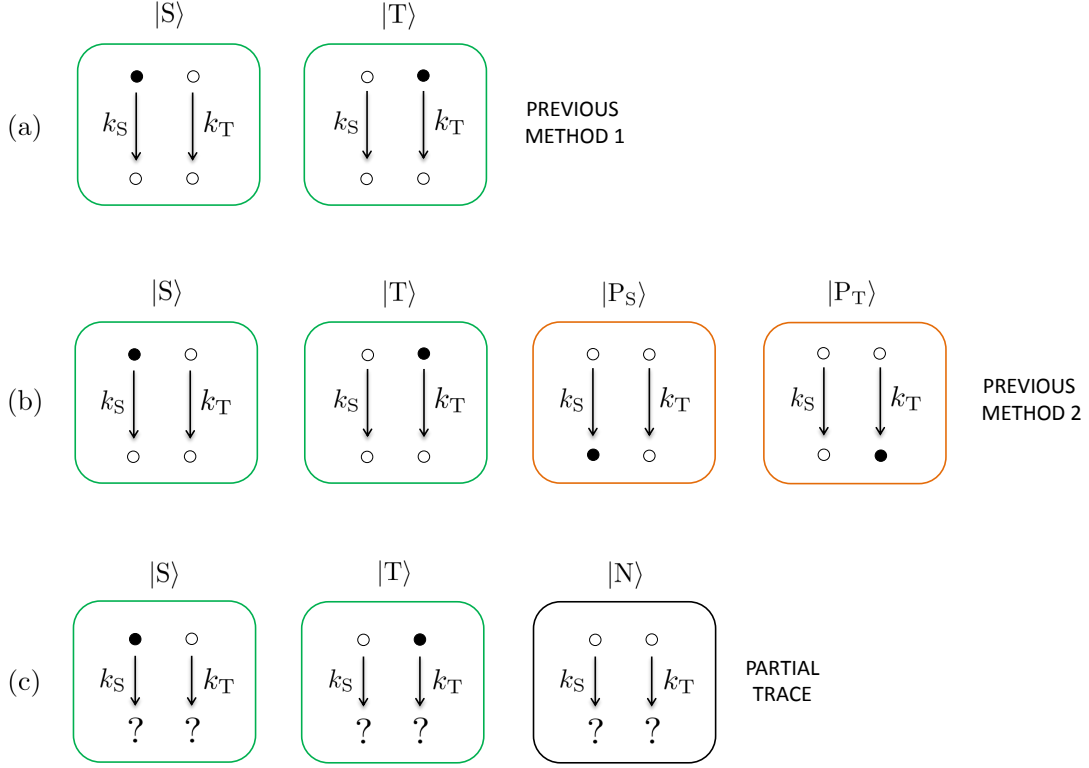 |S⟩ |T⟩
(a) k_S k_T k_S k_T PREVIOUS
METHOD 1
|S⟩ |T⟩ |P_S⟩ |P_T⟩
(b) k_S k_T k_S k_T k_S k_T k_S k_T PREVIOUS
METHOD 2
|S⟩ |T⟩ |N⟩
(c) k_S k_T k_S k_T k_S k_T PARTIAL
TRACE
? ? ? ? ? ?